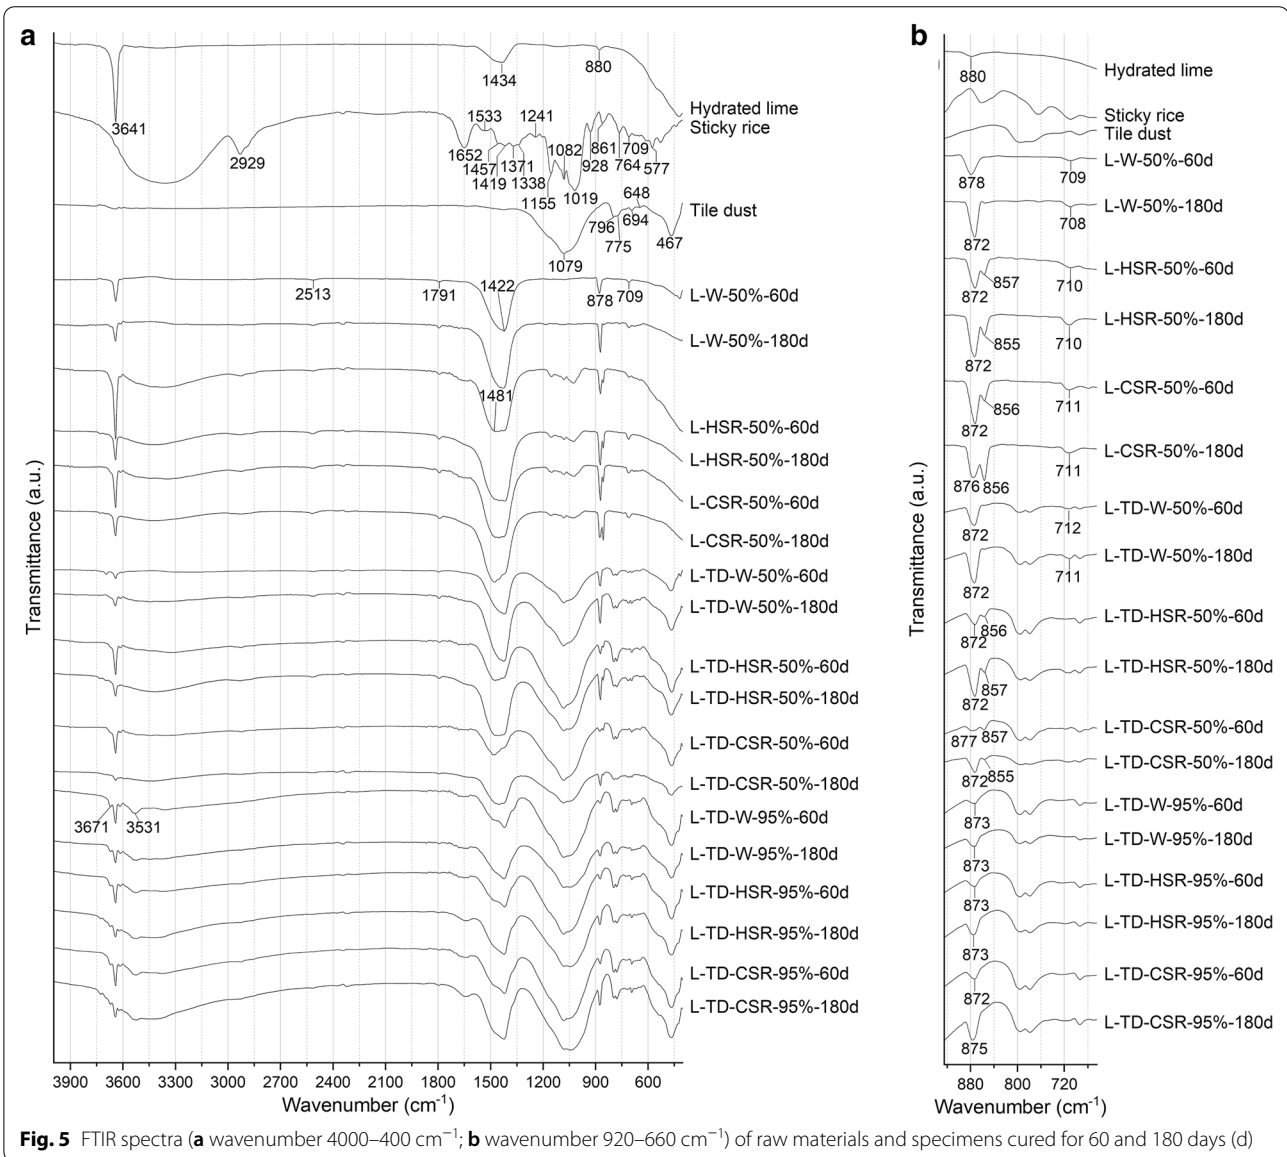 a
3641
2929
1434
880
Hydrated lime
1533
1241
1652
1457
1419
1371
1338
1155
1082
1019
928
861
764
709
577
Sticky rice
648
796
775
694
467
1079
Tile dust
2513
1791
1422
878
709
L-W-50%-60d
L-W-50%-180d
1481
L-HSR-50%-60d
L-HSR-50%-180d
L-CSR-50%-60d
L-CSR-50%-180d
L-TD-W-50%-60d
L-TD-W-50%-180d
L-TD-HSR-50%-60d
L-TD-HSR-50%-180d
L-TD-CSR-50%-60d
L-TD-CSR-50%-180d
3671
3531
L-TD-W-95%-60d
L-TD-W-95%-180d
L-TD-HSR-95%-60d
L-TD-HSR-95%-180d
L-TD-CSR-95%-60d
L-TD-CSR-95%-180d
Transmittance (a.u.)
3900 3600 3300 3000 2700 2400 2100 1800 1500 1200 900 600
Wavenumber (cm⁻¹)
b
880
Hydrated lime
Sticky rice
Tile dust
L-W-50%-60d
878
709
L-W-50%-180d
872
708
L-HSR-50%-60d
872
857
710
L-HSR-50%-180d
872
855
710
L-CSR-50%-60d
872
856
711
L-CSR-50%-180d
876
856
711
L-TD-W-50%-60d
872
712
L-TD-W-50%-180d
872
711
L-TD-HSR-50%-60d
872
856
L-TD-HSR-50%-180d
872
857
L-TD-CSR-50%-60d
877
857
L-TD-CSR-50%-180d
872
855
L-TD-W-95%-60d
873
L-TD-W-95%-180d
873
L-TD-HSR-95%-60d
873
L-TD-HSR-95%-180d
873
L-TD-CSR-95%-60d
872
L-TD-CSR-95%-180d
875
Transmittance (a.u.)
880 800 720
Wavenumber (cm⁻¹)
Fig. 5 FTIR spectra (a wavenumber 4000–400 cm⁻¹; b wavenumber 920–660 cm⁻¹) of raw materials and specimens cured for 60 and 180 days (d)